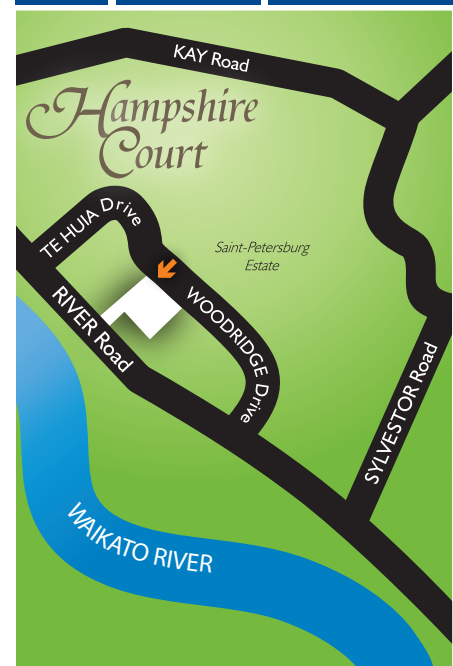 KAY Road
Hampshire
Court
TE HUIA Drive
Saint-Petersburg
Estate
WOODRIDGE Drive
RIVER Road
SYLVESTOR Road
WAIKATO RIVER